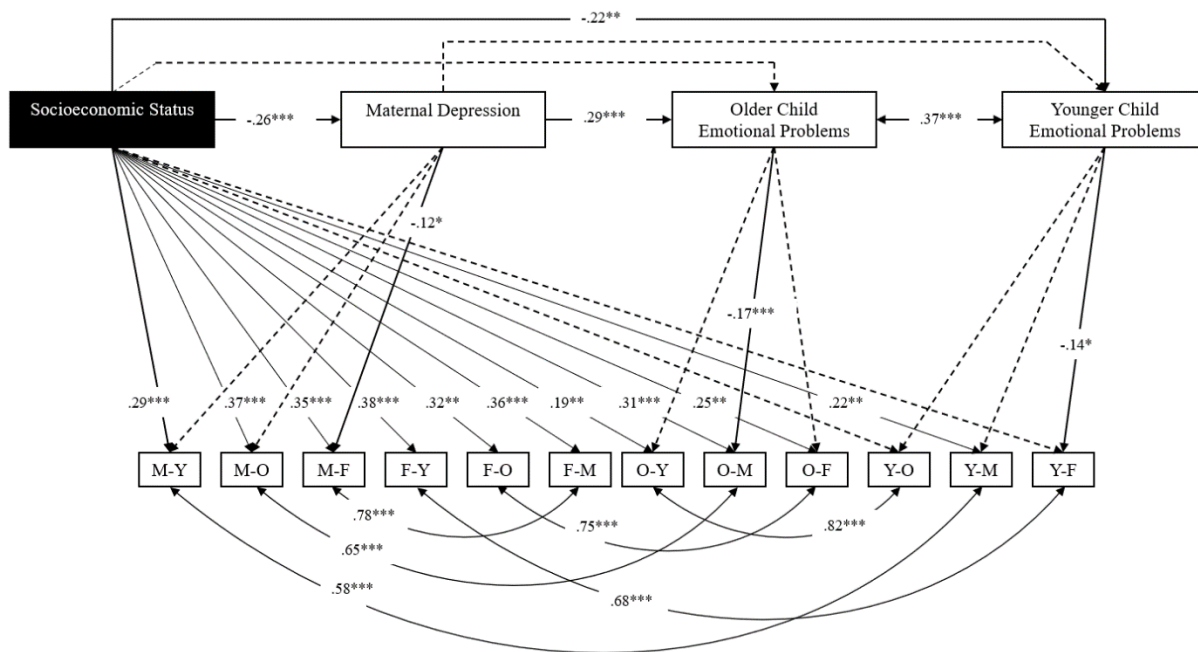 -.22**
Socioeconomic Status
-.26***
Maternal Depression
.29***
Older Child
Emotional Problems
.37***
Younger Child
Emotional Problems
-.12*
-.17***
-.14*
.29***
.37***
.35***
.38***
.32**
.36***
.19**
.31***
.25**
.22**
M-Y
M-O
M-F
F-Y
F-O
F-M
O-Y
O-M
O-F
Y-O
Y-M
Y-F
.78***
.75***
.82***
.65***
.58***
.68***